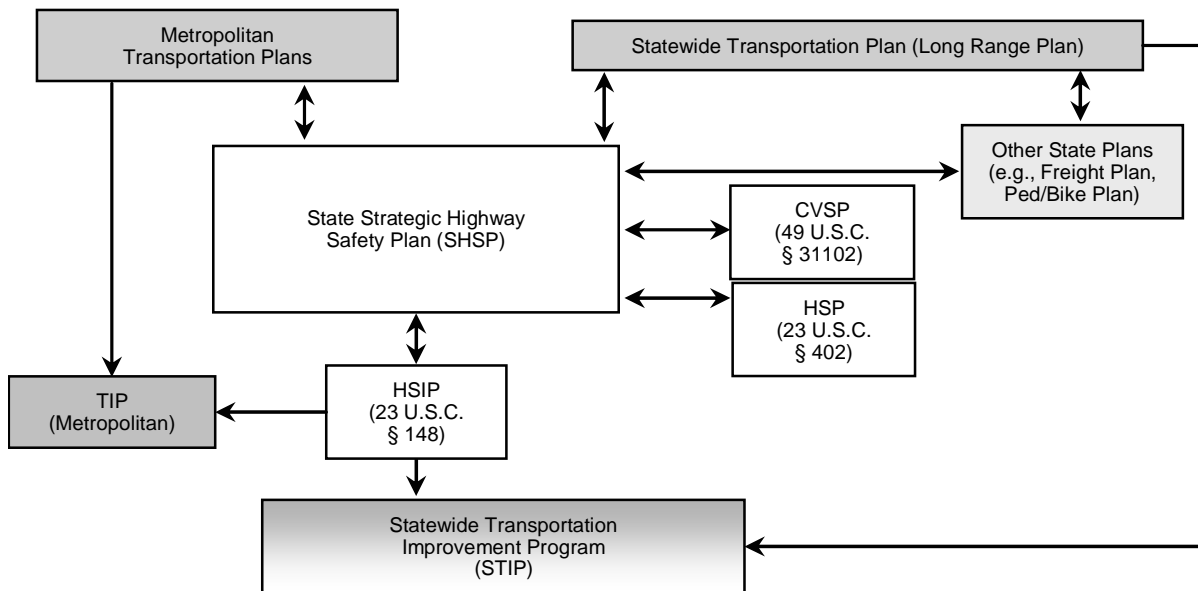 Metropolitan
Transportation Plans
Statewide Transportation Plan (Long Range Plan)
Other State Plans
(e.g., Freight Plan,
Ped/Bike Plan)
State Strategic Highway
Safety Plan (SHSP)
CVSP
(49 U.S.C.
§ 31102)
HSP
(23 U.S.C.
§ 402)
TIP
(Metropolitan)
HSIP
(23 U.S.C.
§ 148)
Statewide Transportation
Improvement Program
(STIP)